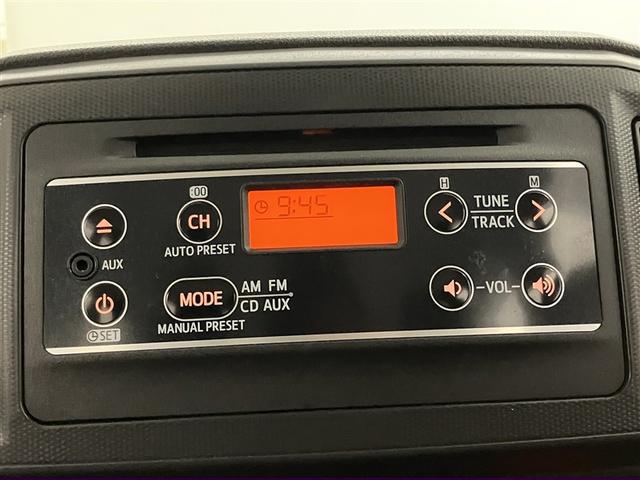 :00
H
M
9:45
CH
TUNE
TRACK
AUTO PRESET
AUX
MODE
AM FM
CD AUX
-VOL-
MANUAL PRESET
SET